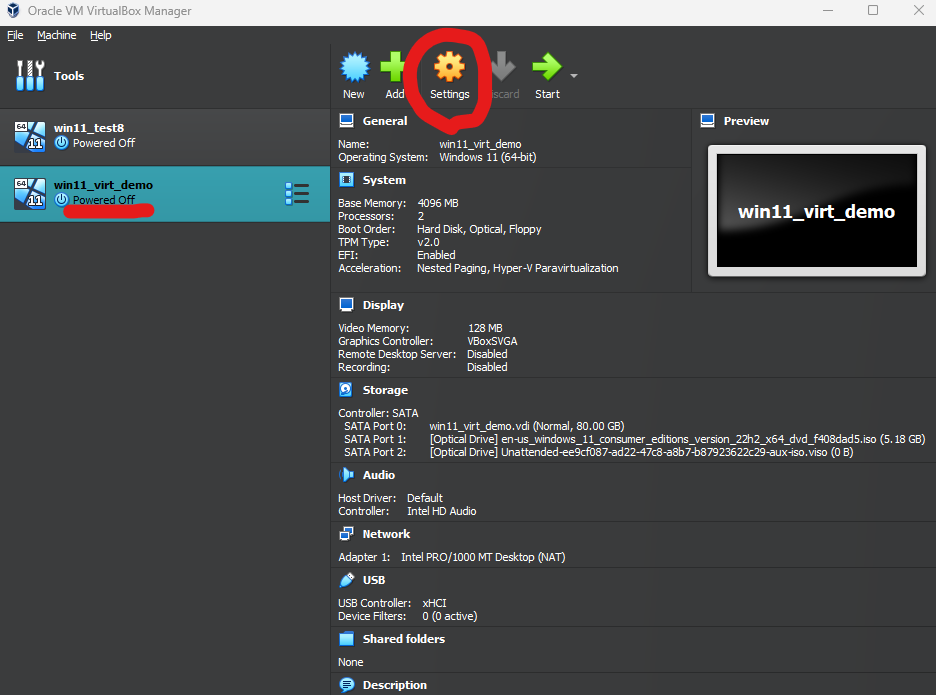 Oracle VM VirtualBox Manager
File Machine Help
Tools
New Add Settings Discard Start
64 11 win11_test8
Powered Off
64 11 win11_virt_demo
Powered Off
General
Name: win11_virt_demo
Operating System: Windows 11 (64-bit)
Preview
win11_virt_demo
System
Base Memory: 4096 MB
Processors: 2
Boot Order: Hard Disk, Optical, Floppy
TPM Type: v2.0
EFI: Enabled
Acceleration: Nested Paging, Hyper-V Paravirtualization
Display
Video Memory: 128 MB
Graphics Controller: VBoxSVGA
Remote Desktop Server: Disabled
Recording: Disabled
Storage
Controller: SATA
SATA Port 0: win11_virt_demo.vdi (Normal, 80.00 GB)
SATA Port 1: [Optical Drive] en-us_windows_11_consumer_editions_version_22h2_x64_dvd_f408dad5.iso (5.18 GB)
SATA Port 2: [Optical Drive] Unattended-ee9cf087-ad22-47c8-a8b7-b87923622c29-aux-iso.viso (0 B)
Audio
Host Driver: Default
Controller: Intel HD Audio
Network
Adapter 1: Intel PRO/1000 MT Desktop (NAT)
USB
USB Controller: xHCI
Device Filters: 0 (0 active)
Shared folders
None
Description